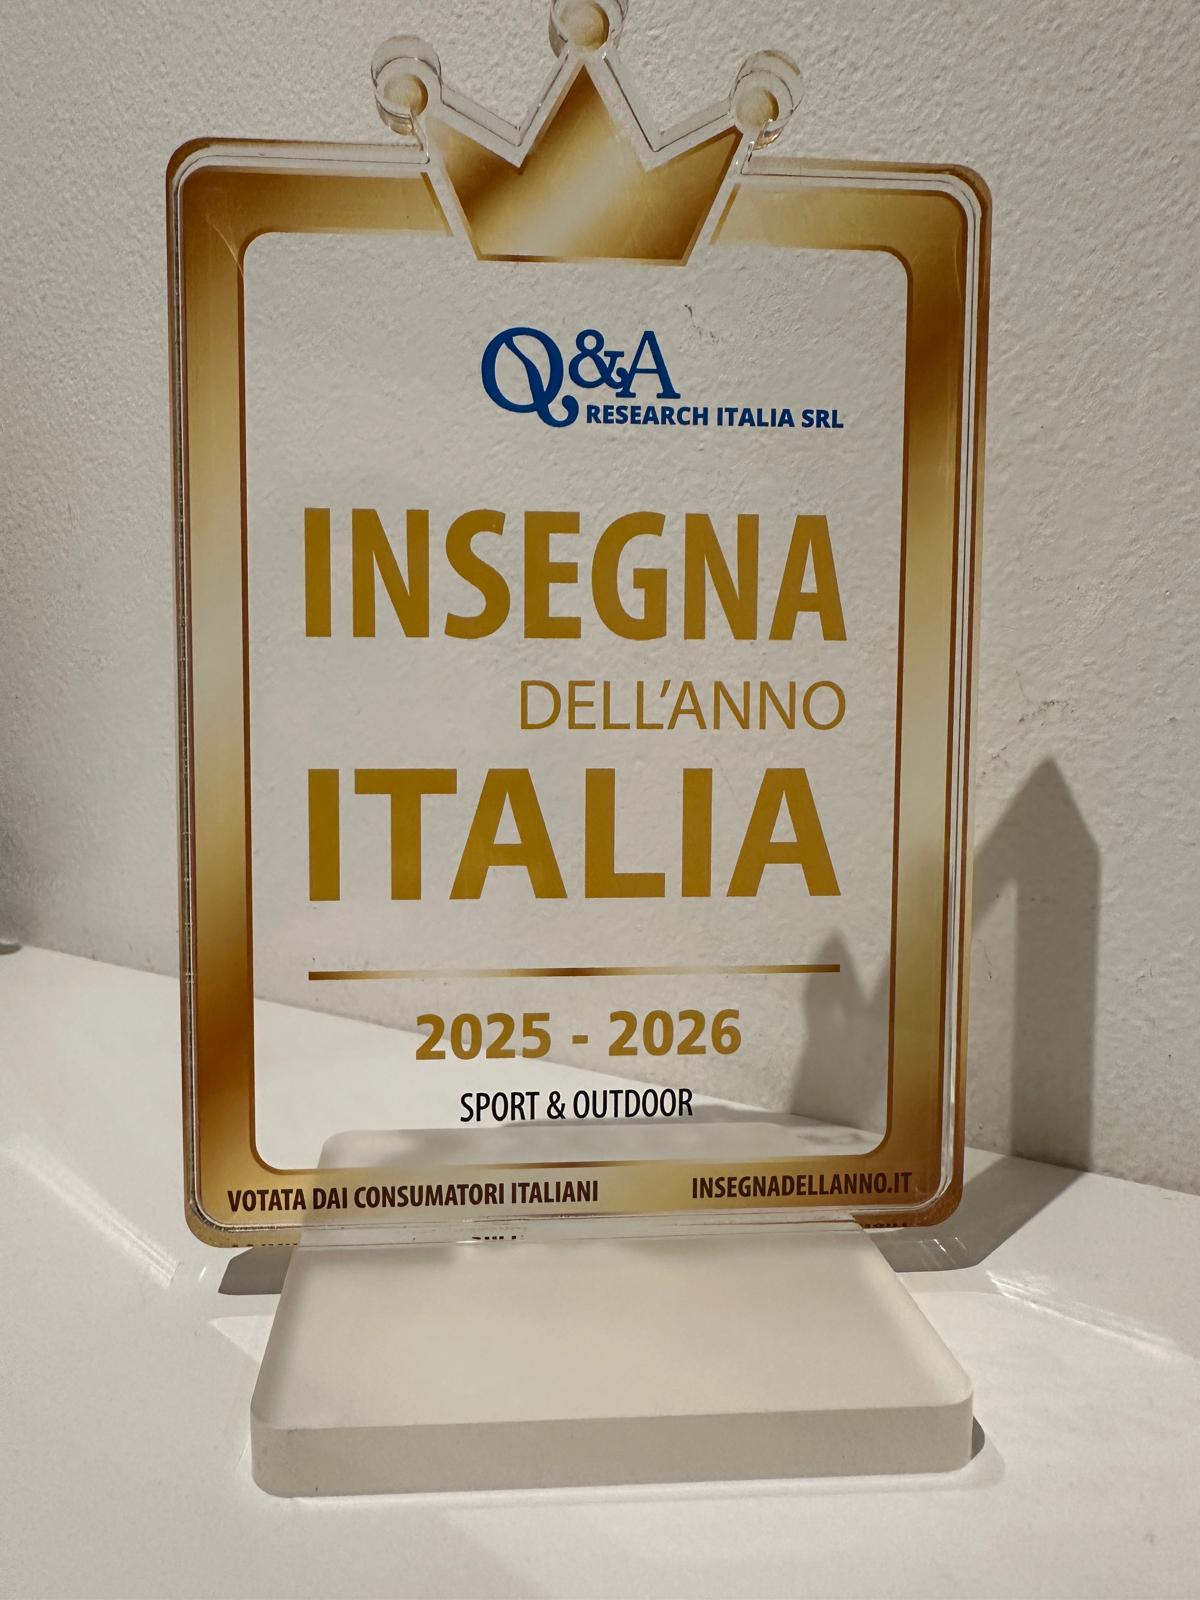 Q&A
RESEARCH ITALIA SRL
INSEGNA
DELL'ANNO
ITALIA
2025 - 2026
SPORT & OUTDOOR
VOTATA DAI CONSUMATORI ITALIANI
INSEGNADELLANNO.IT